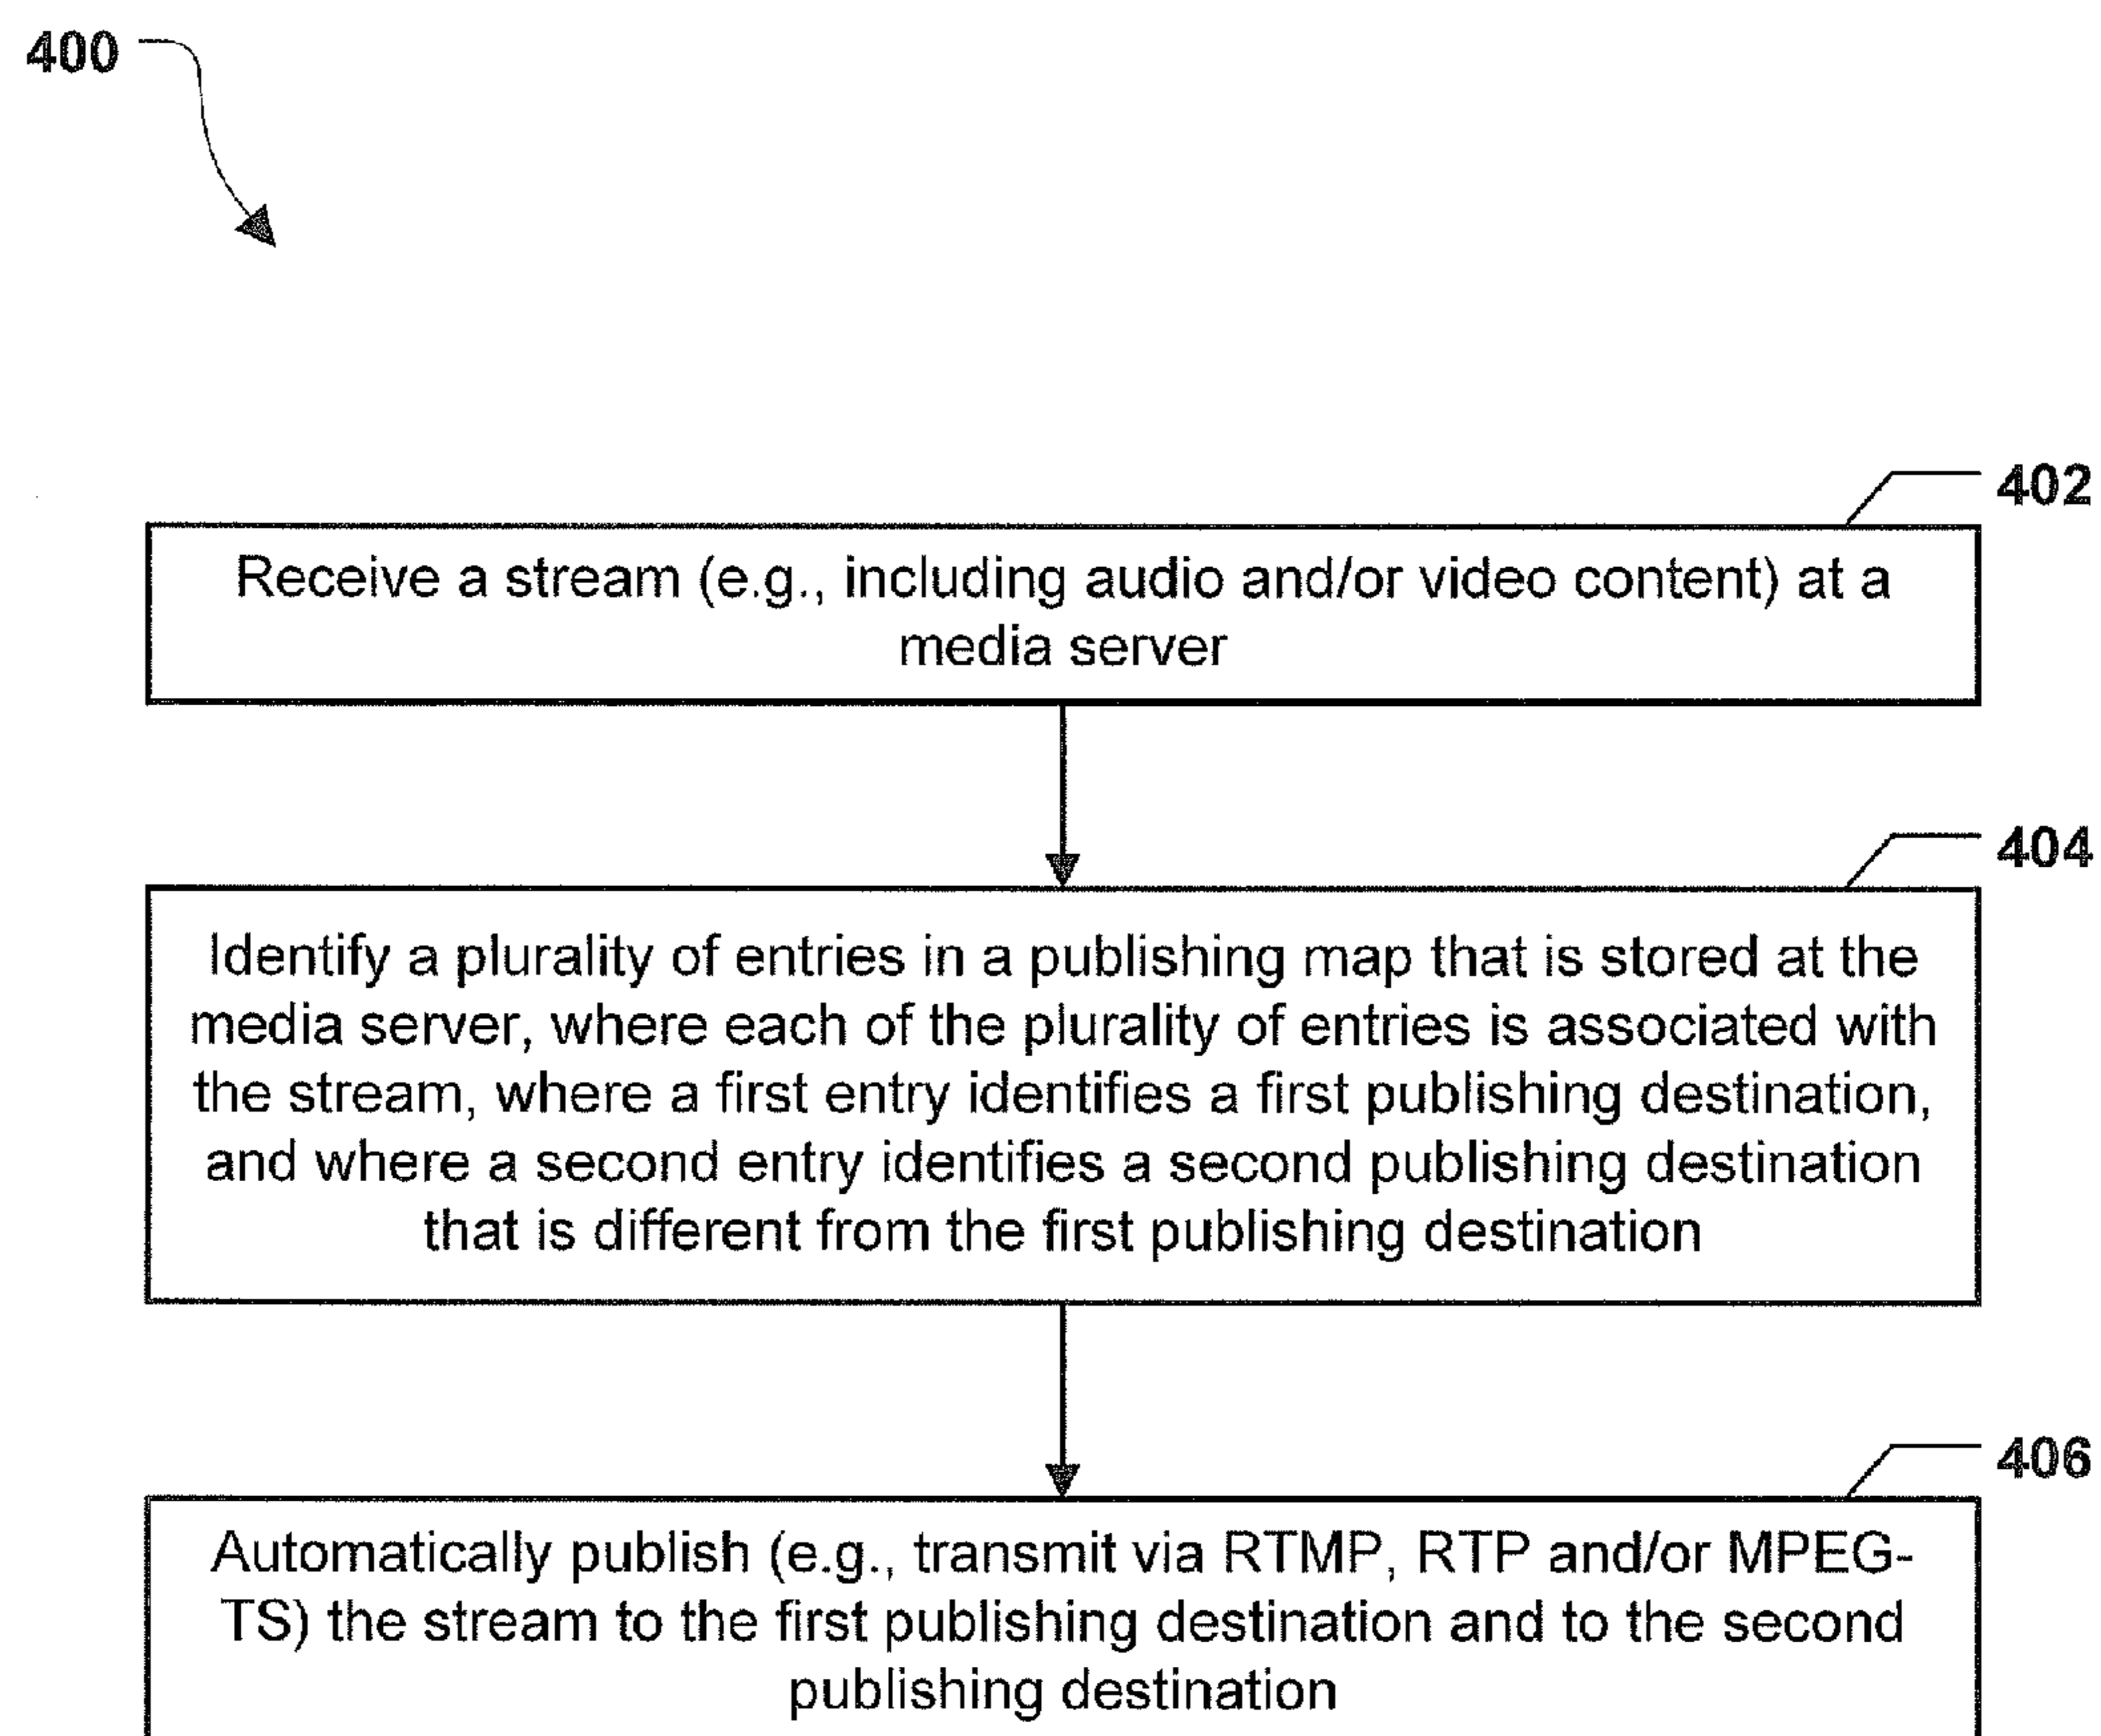 400
402
Receive a stream (e.g., including audio and/or video content) at a
media server
404
Identify a plurality of entries in a publishing map that is stored at the
media server, where each of the plurality of entries is associated with
the stream, where a first entry identifies a first publishing destination,
and where a second entry identifies a second publishing destination
that is different from the first publishing destination
406
Automatically publish (e.g., transmit via RTMP, RTP and/or MPEG-
TS) the stream to the first publishing destination and to the second
publishing destination